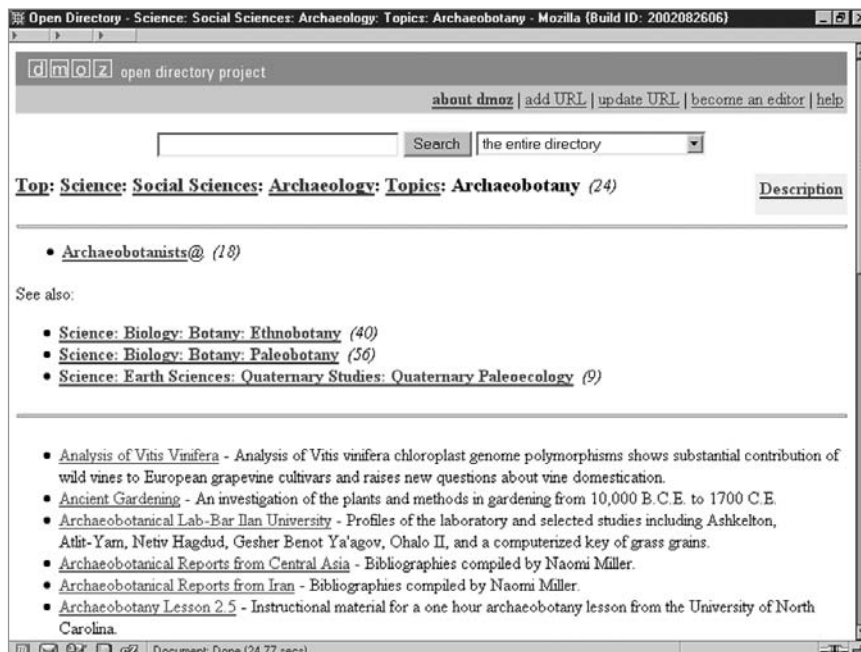 Open Directory - Science: Social Sciences: Archaeology: Topics: Archaeobotany - Mozilla {Build ID: 2002082606}
dmoz open directory project
about dmoz | add URL | update URL | become an editor | help
Search the entire directory
Top: Science: Social Sciences: Archaeology: Topics: Archaeobotany (24) Description
• Archaeobotanists@ (18)
See also:
• Science: Biology: Botany: Ethnobotany (40)
• Science: Biology: Botany: Paleobotany (56)
• Science: Earth Sciences: Quaternary Studies: Quaternary Paleoecology (9)
• Analysis of Vitis Vinifera - Analysis of Vitis vinifera chloroplast genome polymorphisms shows substantial contribution of
wild vines to European grapevine cultivars and raises new questions about vine domestication.
• Ancient Gardening - An investigation of the plants and methods in gardening from 10,000 B.C.E. to 1700 C.E.
• Archaeobotanical Lab-Bar Ilan University - Profiles of the laboratory and selected studies including Ashkelton,
Atlit-Yam, Netiv Hagdud, Gesher Benot Ya'agov, Ohalo II, and a computerized key of grass grains.
• Archaeobotanical Reports from Central Asia - Bibliographies compiled by Naomi Miller.
• Archaeobotanical Reports from Iran - Bibliographies compiled by Naomi Miller.
• Archaeobotany Lesson 2.5 - Instructional material for a one hour archaeobotany lesson from the University of North
Carolina.
Document: Done (24.77 secs)